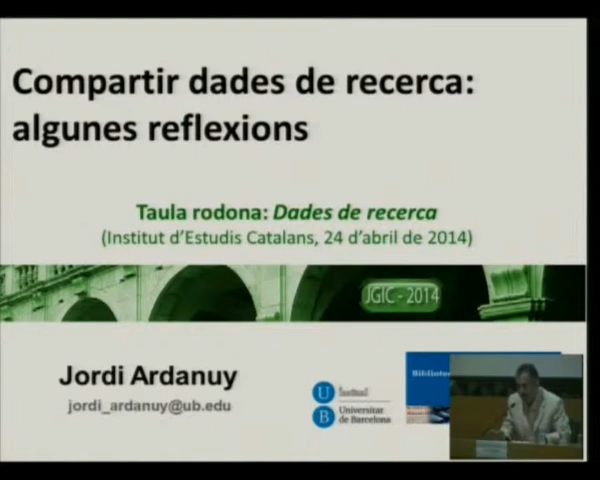 Compartir dades de recerca:
algunes reflexions
Taula rodona: Dades de recerca
(Institut d'Estudis Catalans, 24 d'abril de 2014)
JGIC - 2014
Jordi Ardanuy
jordi_ardanuy@ub.edu
U
B
Universitat
de Barcelona